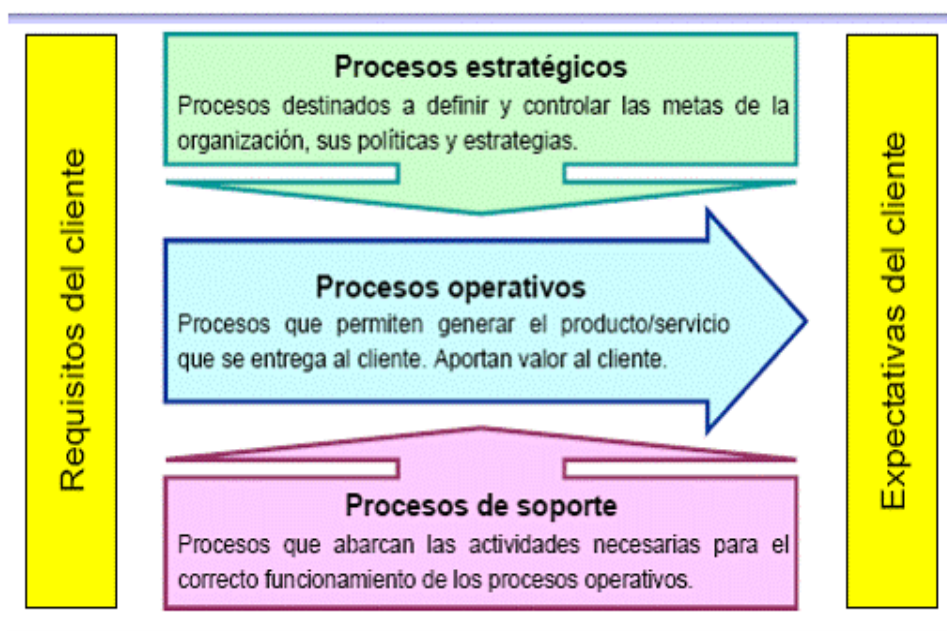 Requisitos del cliente
Procesos estratégicos
Procesos destinados a definir y controlar las metas de la
organización, sus políticas y estrategias.
Procesos operativos
Procesos que permiten generar el producto/servicio
que se entrega al cliente. Aportan valor al cliente.
Procesos de soporte
Procesos que abarcan las actividades necesarias para el
correcto funcionamiento de los procesos operativos.
Expectativas del cliente